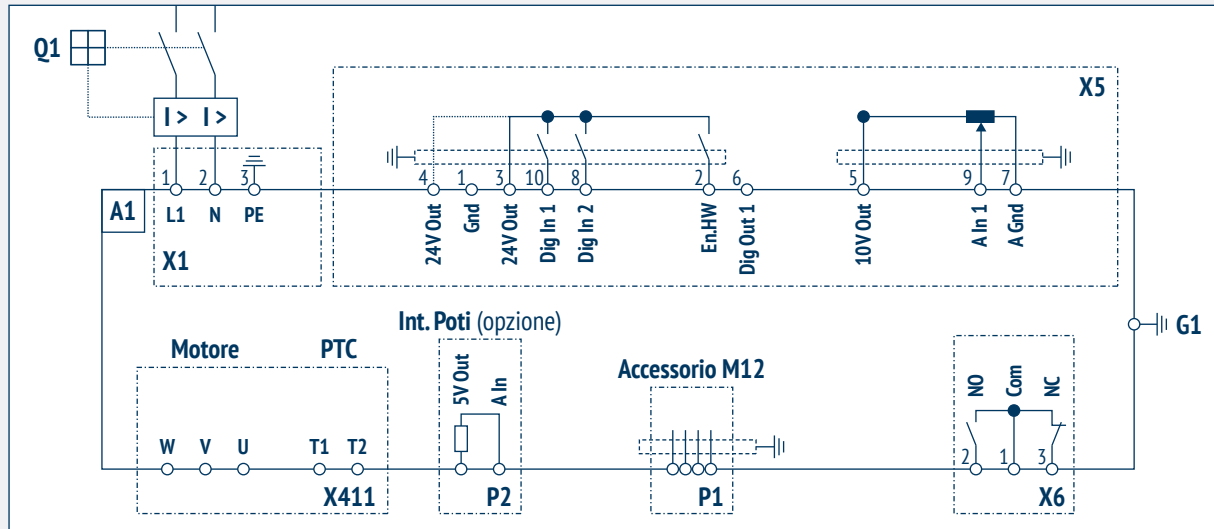 Q1
I > I >
X5
1 2 3
L1 N PE
A1
X1
4 1 3 10 8 2 6 5 9 7
24V Out
Gnd
24V Out
Dig In 1
Dig In 2
En.HW
Dig Out 1
10V Out
A In 1
A Gnd
G1
Int. Poti (opzione)
Motore PTC
5V Out
A In
Accessorio M12
NO
Com
NC
W V U T1 T2
2 1 3
X411
P2
P1
X6